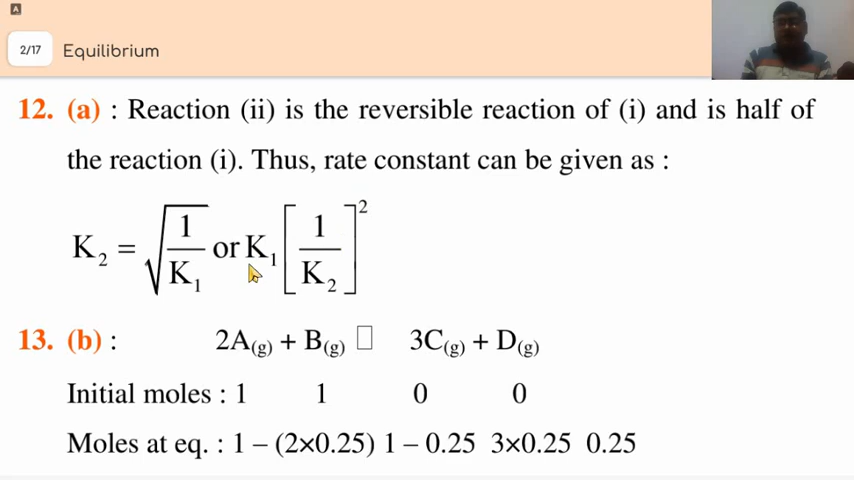 A
2/17 Equilibrium
12. (a) : Reaction (ii) is the reversible reaction of (i) and is half of
the reaction (i). Thus, rate constant can be given as :
K₂ = √(1/K₁) or K₁ [1/K₂]²
13. (b) : 2A(g) + B(g) □ 3C(g) + D(g)
Initial moles : 1 1 0 0
Moles at eq. : 1 – (2×0.25) 1 – 0.25 3×0.25 0.25